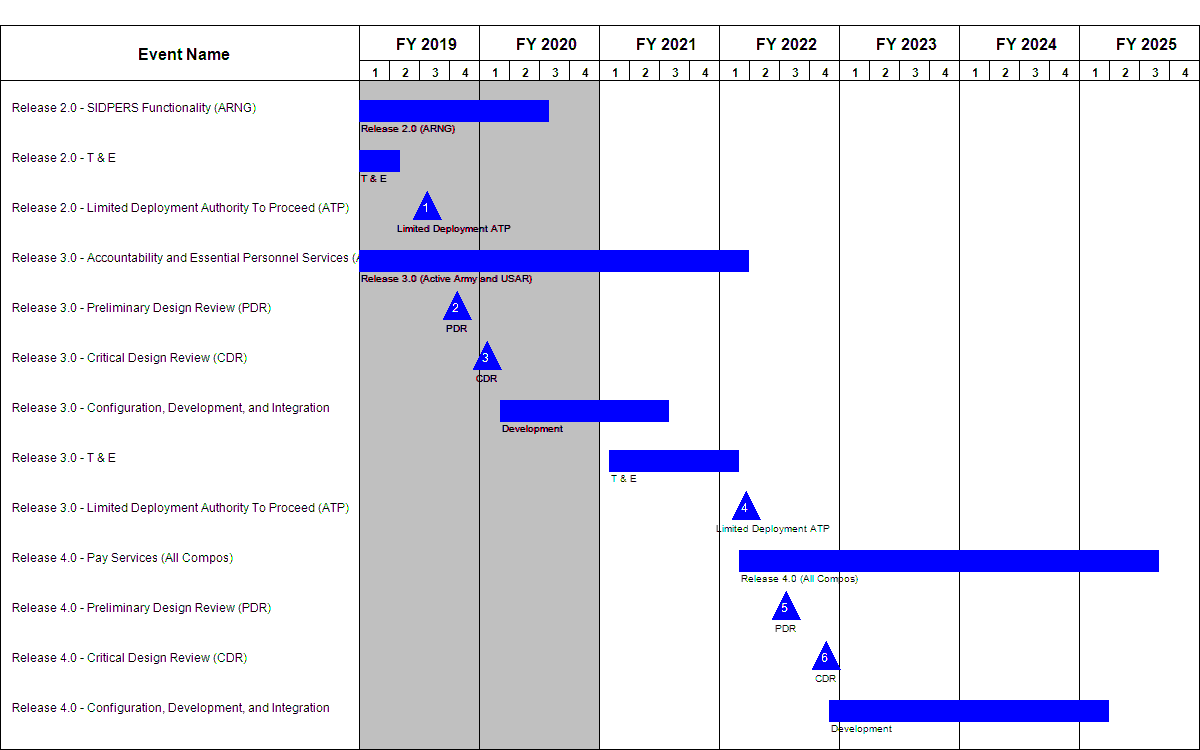 Event Name
FY 2019 FY 2020 FY 2021 FY 2022 FY 2023 FY 2024 FY 2025
1 2 3 4 1 2 3 4 1 2 3 4 1 2 3 4 1 2 3 4 1 2 3 4 1 2 3 4
Release 2.0 - SIDPERS Functionality (ARNG)
Release 2.0 (ARNG)
Release 2.0 - T & E
T & E
Release 2.0 - Limited Deployment Authority To Proceed (ATP)
1
Limited Deployment ATP
Release 3.0 - Accountability and Essential Personnel Services (A
Release 3.0 (Active Army and USAR)
Release 3.0 - Preliminary Design Review (PDR)
2
PDR
Release 3.0 - Critical Design Review (CDR)
3
CDR
Release 3.0 - Configuration, Development, and Integration
Development
Release 3.0 - T & E
T & E
Release 3.0 - Limited Deployment Authority To Proceed (ATP)
4
Limited Deployment ATP
Release 4.0 - Pay Services (All Compos)
Release 4.0 (All Compos)
Release 4.0 - Preliminary Design Review (PDR)
5
PDR
Release 4.0 - Critical Design Review (CDR)
6
CDR
Release 4.0 - Configuration, Development, and Integration
Development